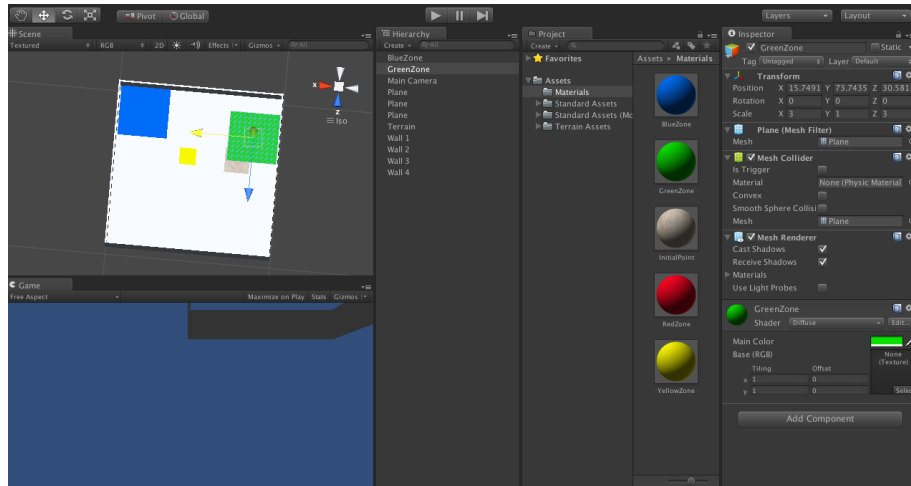 Pivot Global Layers Layout
Scene
Textured RGB 2D Effects Gizmos All
x
z
Iso
Game
Free Aspect Maximize on Play Stats Gizmos
Hierarchy
Create All
BlueZone
GreenZone
Main Camera
Plane
Plane
Plane
Terrain
Wall 1
Wall 2
Wall 3
Wall 4
Project
Create
Favorites
Assets
Materials
Standard Assets
Standard Assets (Mo
Terrain Assets
Assets ▸ Materials
BlueZone
GreenZone
InitialPoint
RedZone
YellowZone
Inspector
GreenZone Static
Tag Untagged Layer Default
Transform
Position X 15.7491 Y 73.7435 Z 30.581
Rotation X 0 Y 0 Z 0
Scale X 3 Y 1 Z 3
Plane (Mesh Filter)
Mesh Plane
Mesh Collider
Is Trigger
Material None (Physic Material
Convex
Smooth Sphere Collisi
Mesh Plane
Mesh Renderer
Cast Shadows
Receive Shadows
Materials
Use Light Probes
GreenZone
Shader Diffuse Edit...
Main Color
Base (RGB) None
(Texture)
Tiling Offset
x 1 0
y 1 0 Selec
Add Component